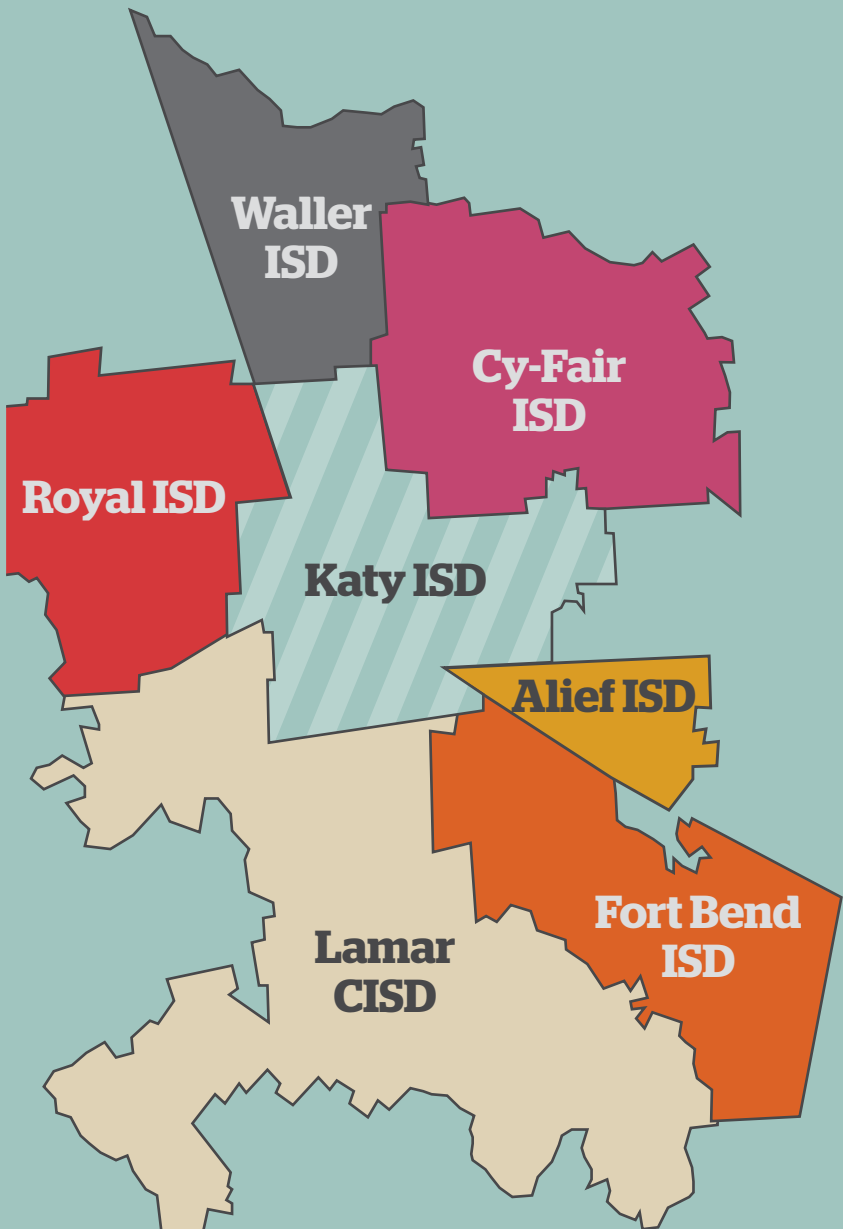 Waller
ISD
Cy-Fair
ISD
Royal ISD
Katy ISD
Alief ISD
Fort Bend
ISD
Lamar
CISD